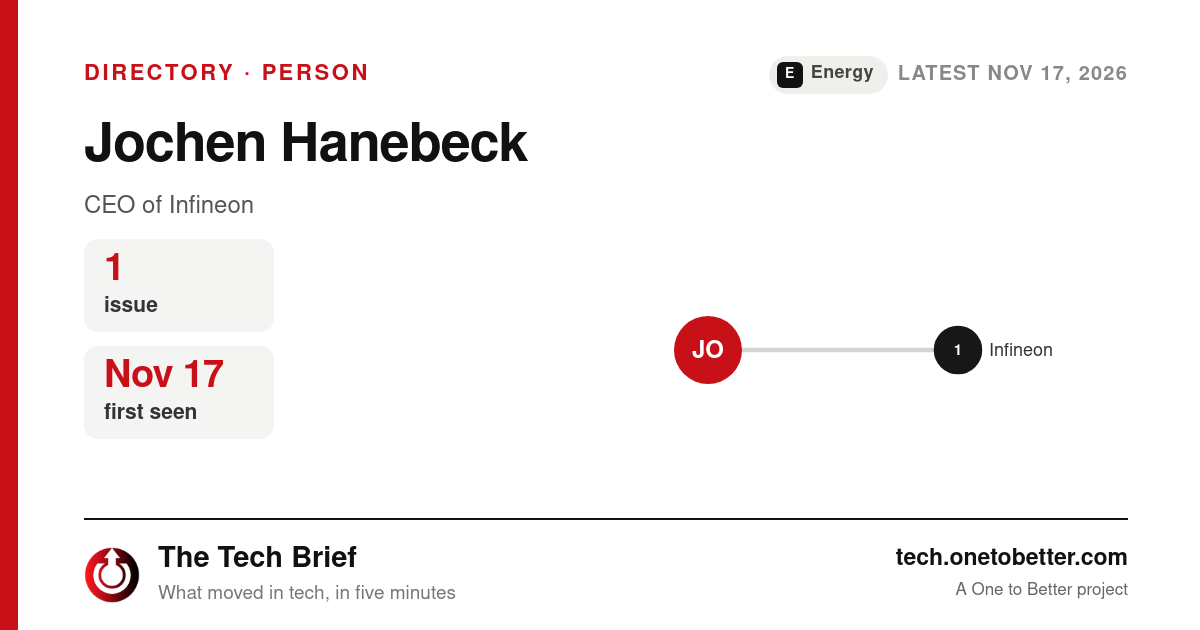 DIRECTORY · PERSON
E Energy LATEST NOV 17, 2026
Jochen Hanebeck
CEO of Infineon
1
issue
Nov 17
first seen
JO
1 Infineon
The Tech Brief
What moved in tech, in five minutes
tech.onetobetter.com
A One to Better project